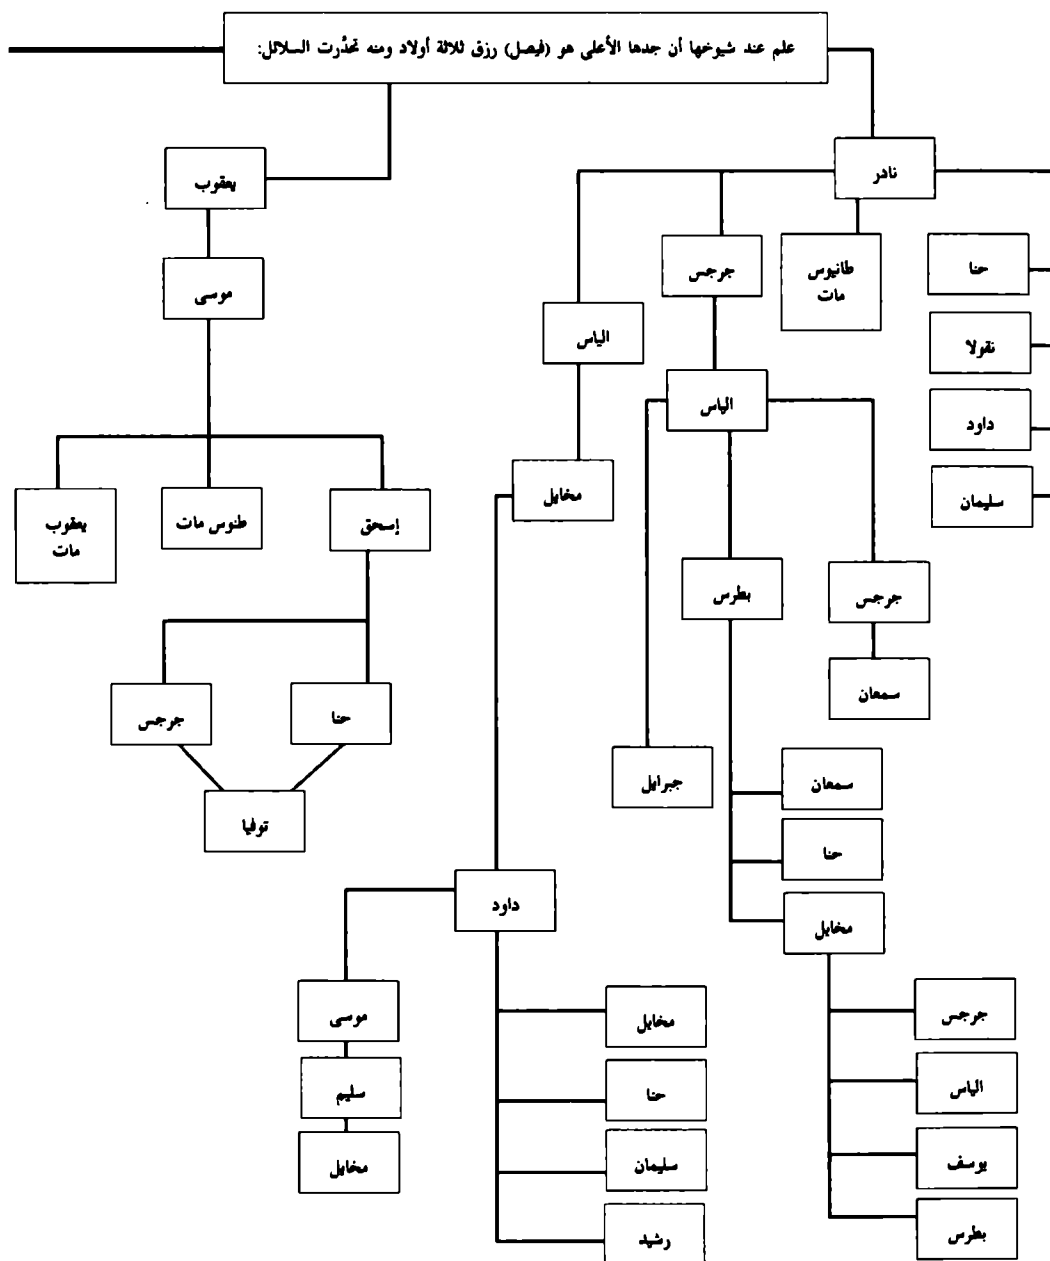 علم عند شيوخها أن جدها الأعلى هو (فيصل) رزق ثلاثة أولاد ومنه تحدّرت السلائل:
نادر
يعقوب
حنا
طانيوس
مات
جرجس
موسى
الياس
نقولا
الياس
داود
مخايل
سليمان
إسحق
طنوس مات
يعقوب
مات
جرجس
بطرس
سمعان
حنا
جرجس
جبرايل
سمعان
توفيا
حنا
داود
مخايل
جرجس
مخايل
موسى
الياس
حنا
سليم
يوسف
سليمان
مخايل
بطرس
رشيد